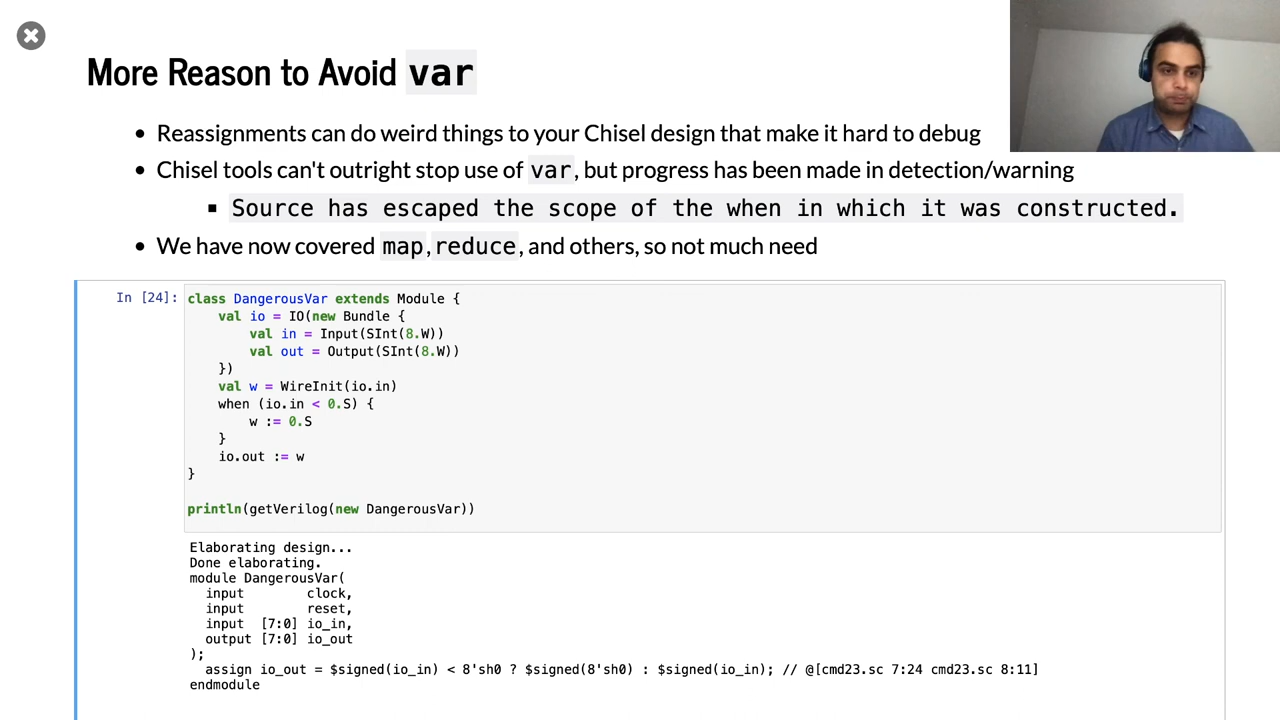 More Reason to Avoid var
• Reassignments can do weird things to your Chisel design that make it hard to debug
• Chisel tools can't outright stop use of var, but progress has been made in detection/warning
▪ Source has escaped the scope of the when in which it was constructed.
• We have now covered map, reduce, and others, so not much need
In [24]:
class DangerousVar extends Module {
    val io = IO(new Bundle {
        val in = Input(SInt(8.W))
        val out = Output(SInt(8.W))
    })
    val w = WireInit(io.in)
    when (io.in < 0.S) {
        w := 0.S
    }
    io.out := w
}
println(getVerilog(new DangerousVar))
Elaborating design...
Done elaborating.
module DangerousVar(
  input        clock,
  input        reset,
  input  [7:0] io_in,
  output [7:0] io_out
);
  assign io_out = $signed(io_in) < 8'sh0 ? $signed(8'sh0) : $signed(io_in); // @[cmd23.sc 7:24 cmd23.sc 8:11]
endmodule